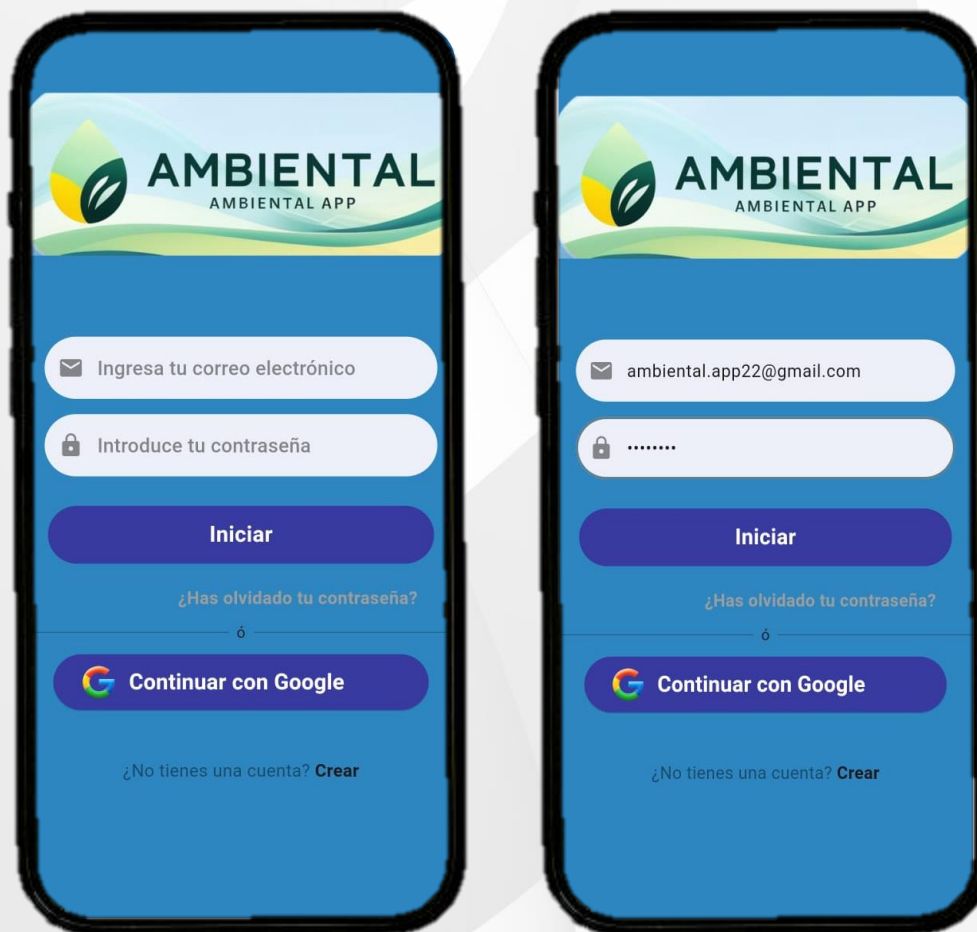 AMBIENTAL
AMBIENTAL APP
Ingresa tu correo electrónico
Introduce tu contraseña
Iniciar
¿Has olvidado tu contraseña?
ó
Continuar con Google
¿No tienes una cuenta? Crear
AMBIENTAL
AMBIENTAL APP
ambiental.app22@gmail.com
••••••••
Iniciar
¿Has olvidado tu contraseña?
ó
Continuar con Google
¿No tienes una cuenta? Crear